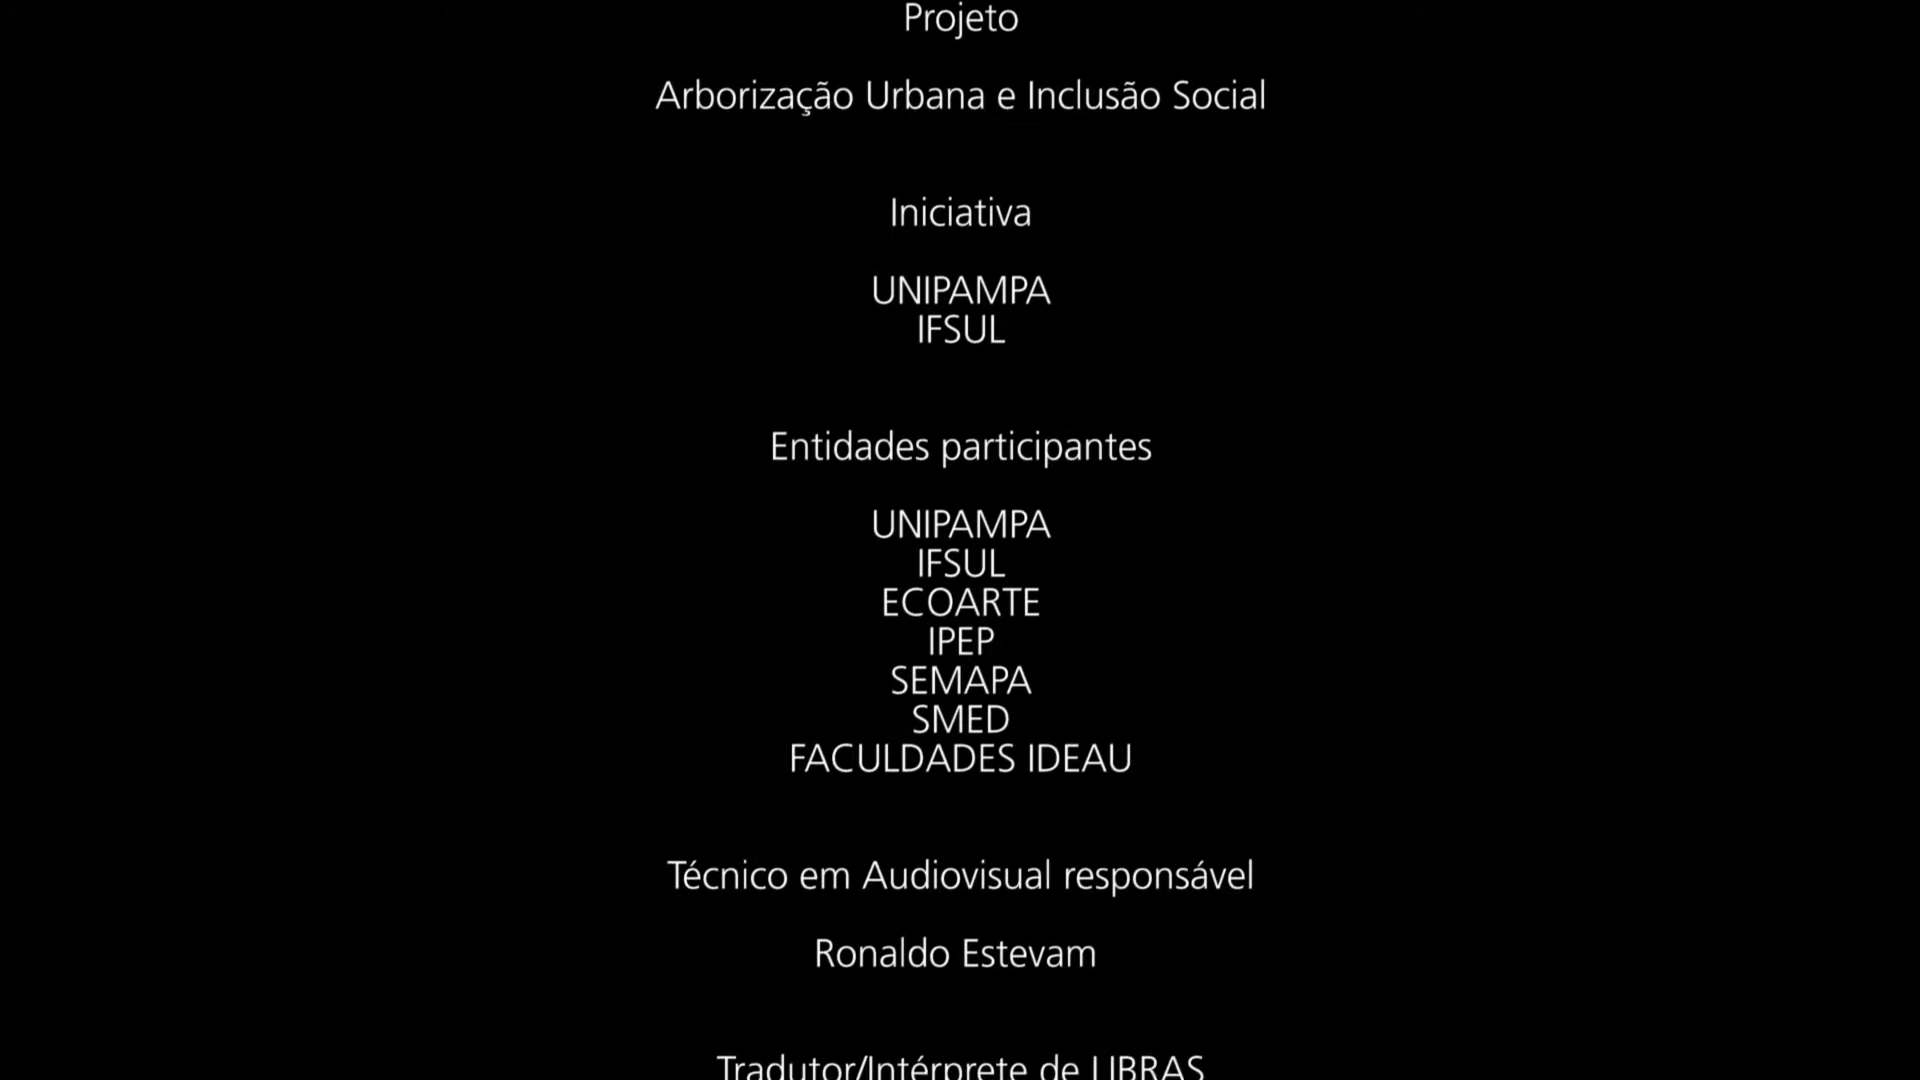 Projeto
Arborização Urbana e Inclusão Social
Iniciativa
UNIPAMPA
IFSUL
Entidades participantes
UNIPAMPA
IFSUL
ECOARTE
IPEP
SEMAPA
SMED
FACULDADES IDEAU
Técnico em Audiovisual responsável
Ronaldo Estevam
Tradutor/Intérprete de LIBRAS